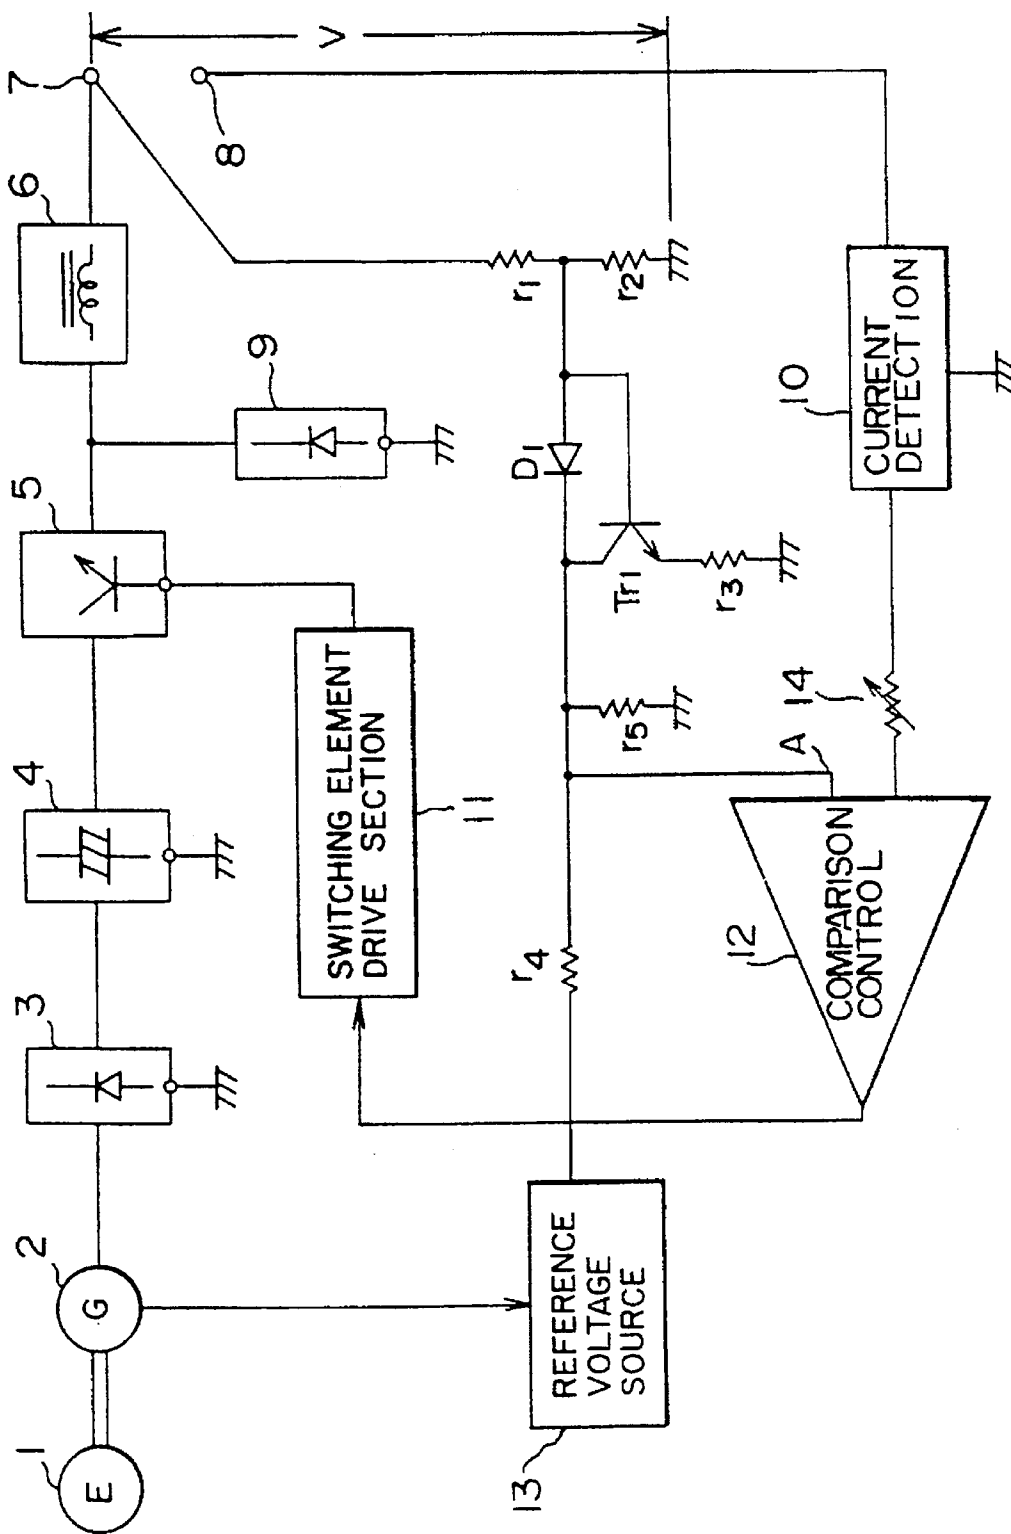 1
E
2
G
3
4
5
6
7
8
V
9
SWITCHING ELEMENT
DRIVE SECTION
11
r1
r2
D1
Tr1
r3
r5
r4
A
14
10
CURRENT
DETECTION
12
COMPARISON
CONTROL
REFERENCE
VOLTAGE
SOURCE
13